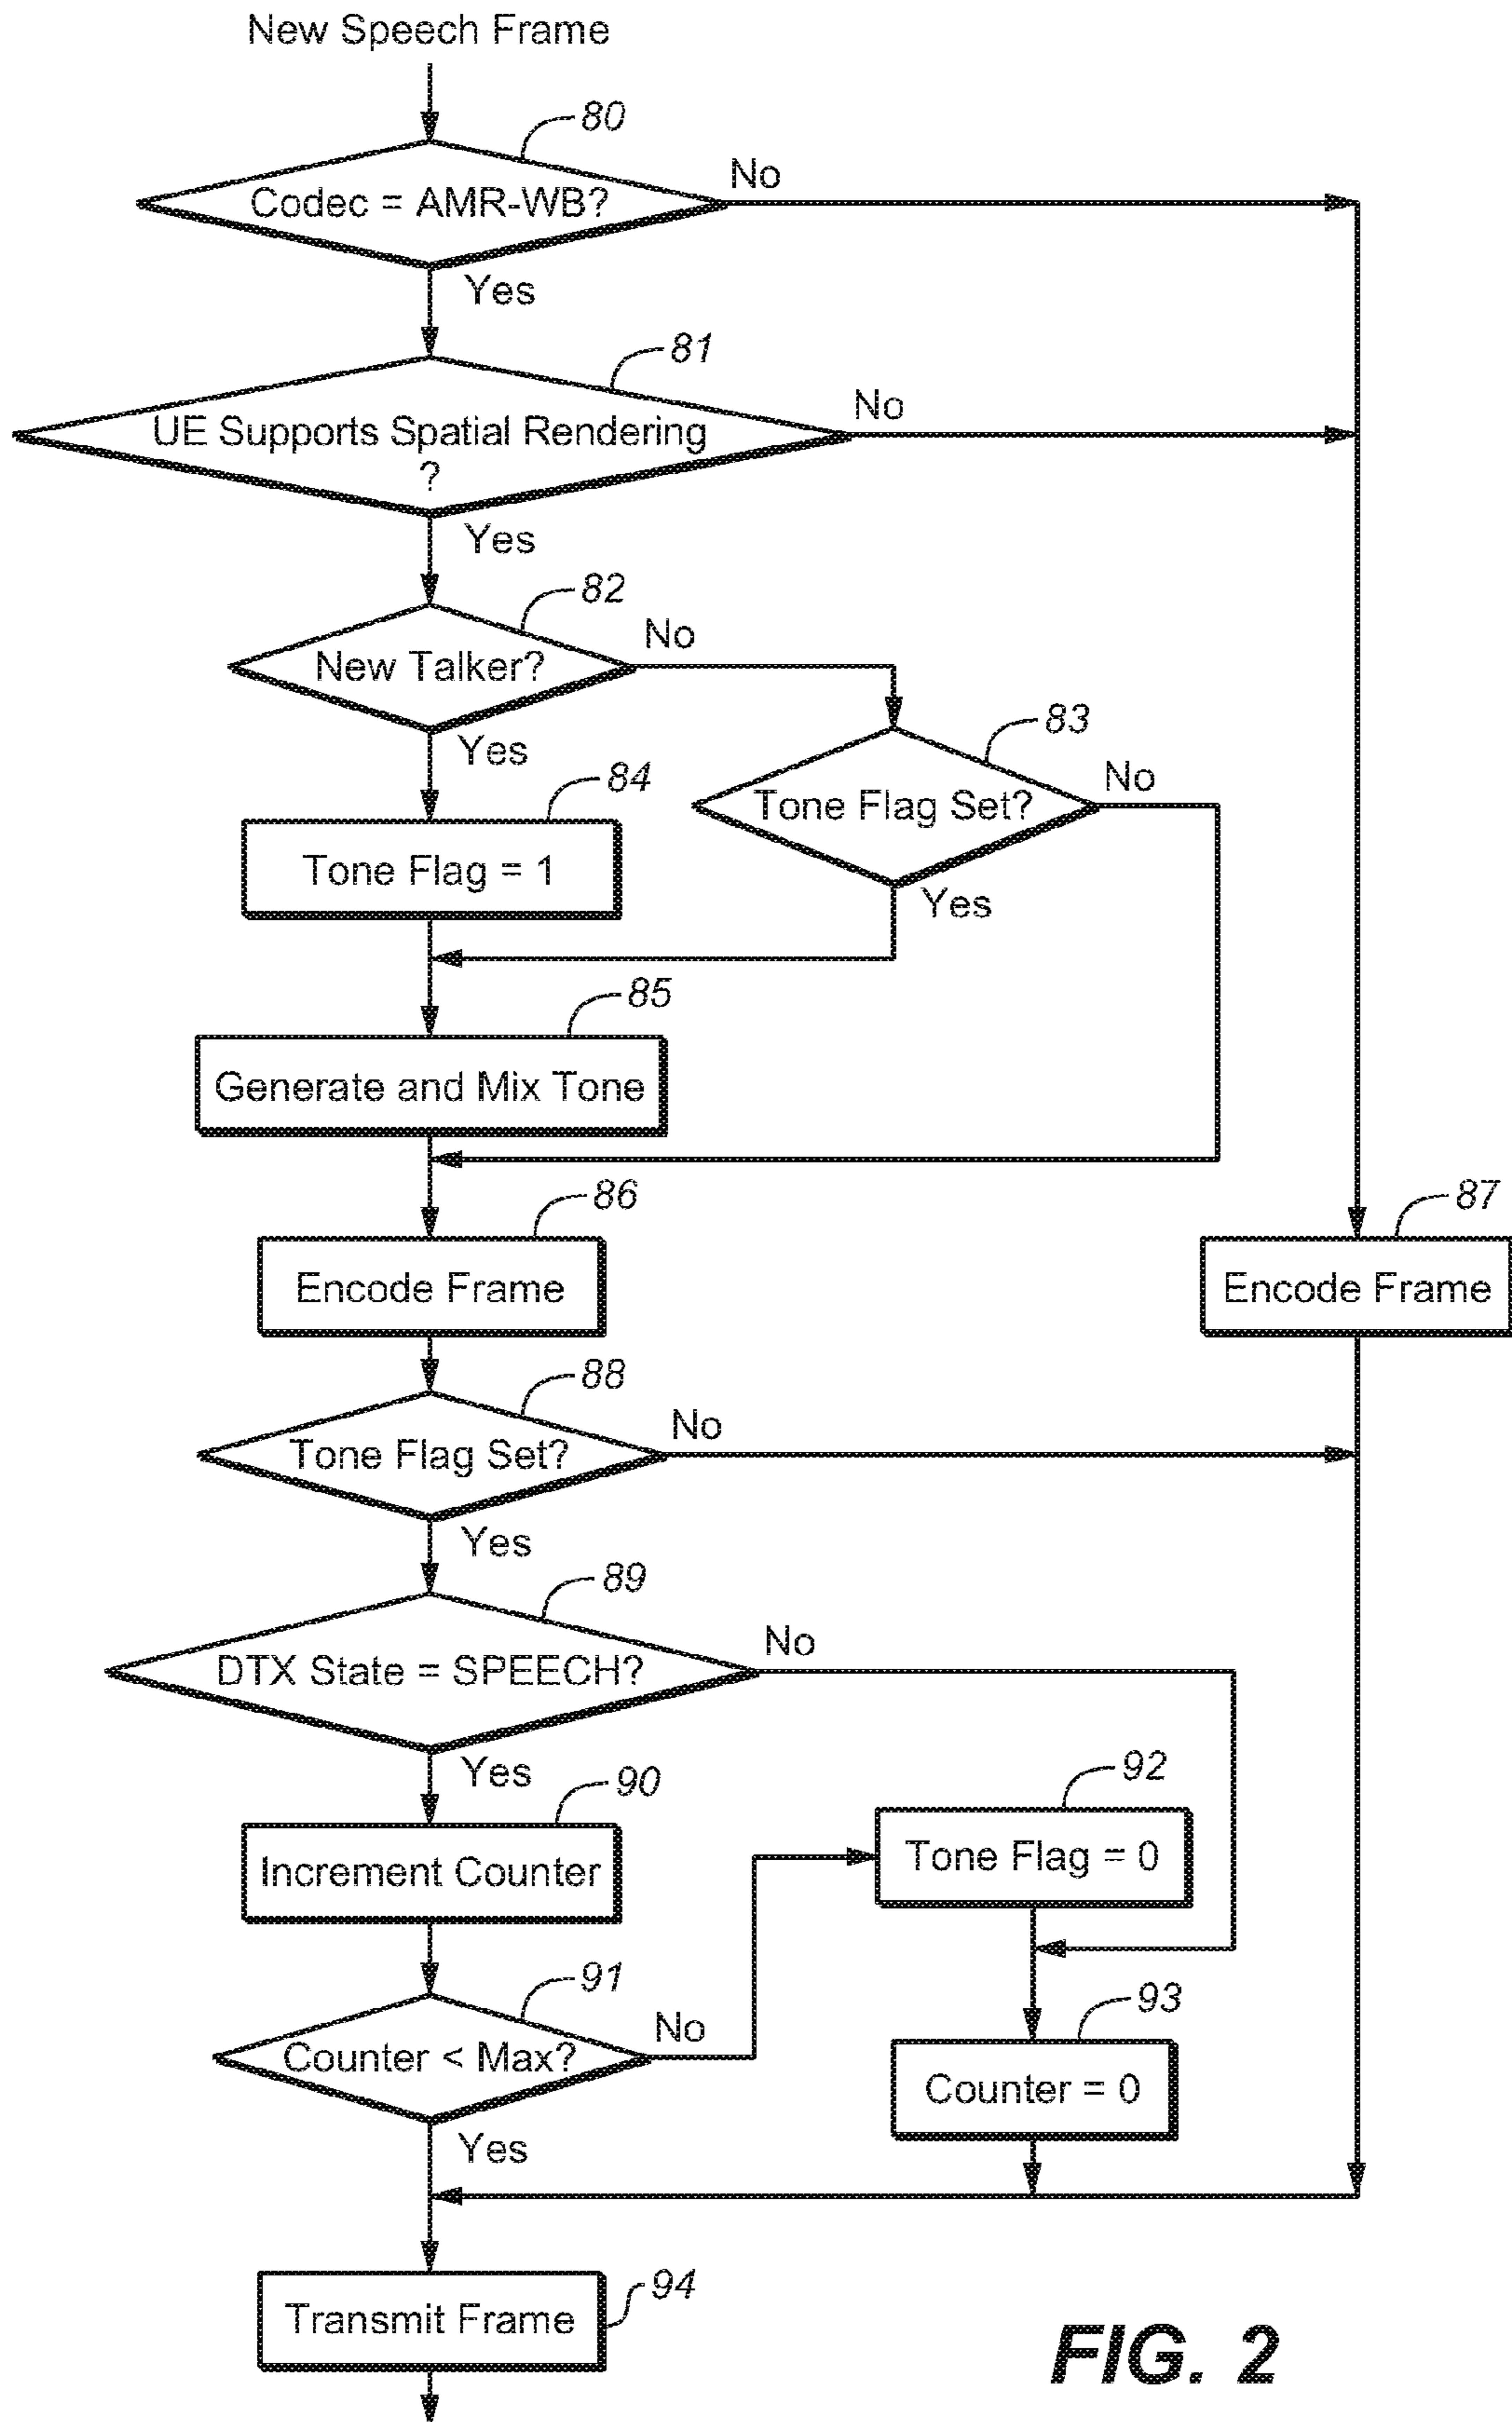 New Speech Frame
80
Codec = AMR-WB?
No
Yes
81
UE Supports Spatial Rendering
?
No
Yes
82
New Talker?
No
Yes
83
Tone Flag Set?
No
Yes
84
Tone Flag = 1
85
Generate and Mix Tone
86
Encode Frame
87
Encode Frame
88
Tone Flag Set?
No
Yes
89
DTX State = SPEECH?
No
Yes
90
Increment Counter
92
Tone Flag = 0
91
Counter < Max?
No
Yes
93
Counter = 0
94
Transmit Frame
FIG. 2